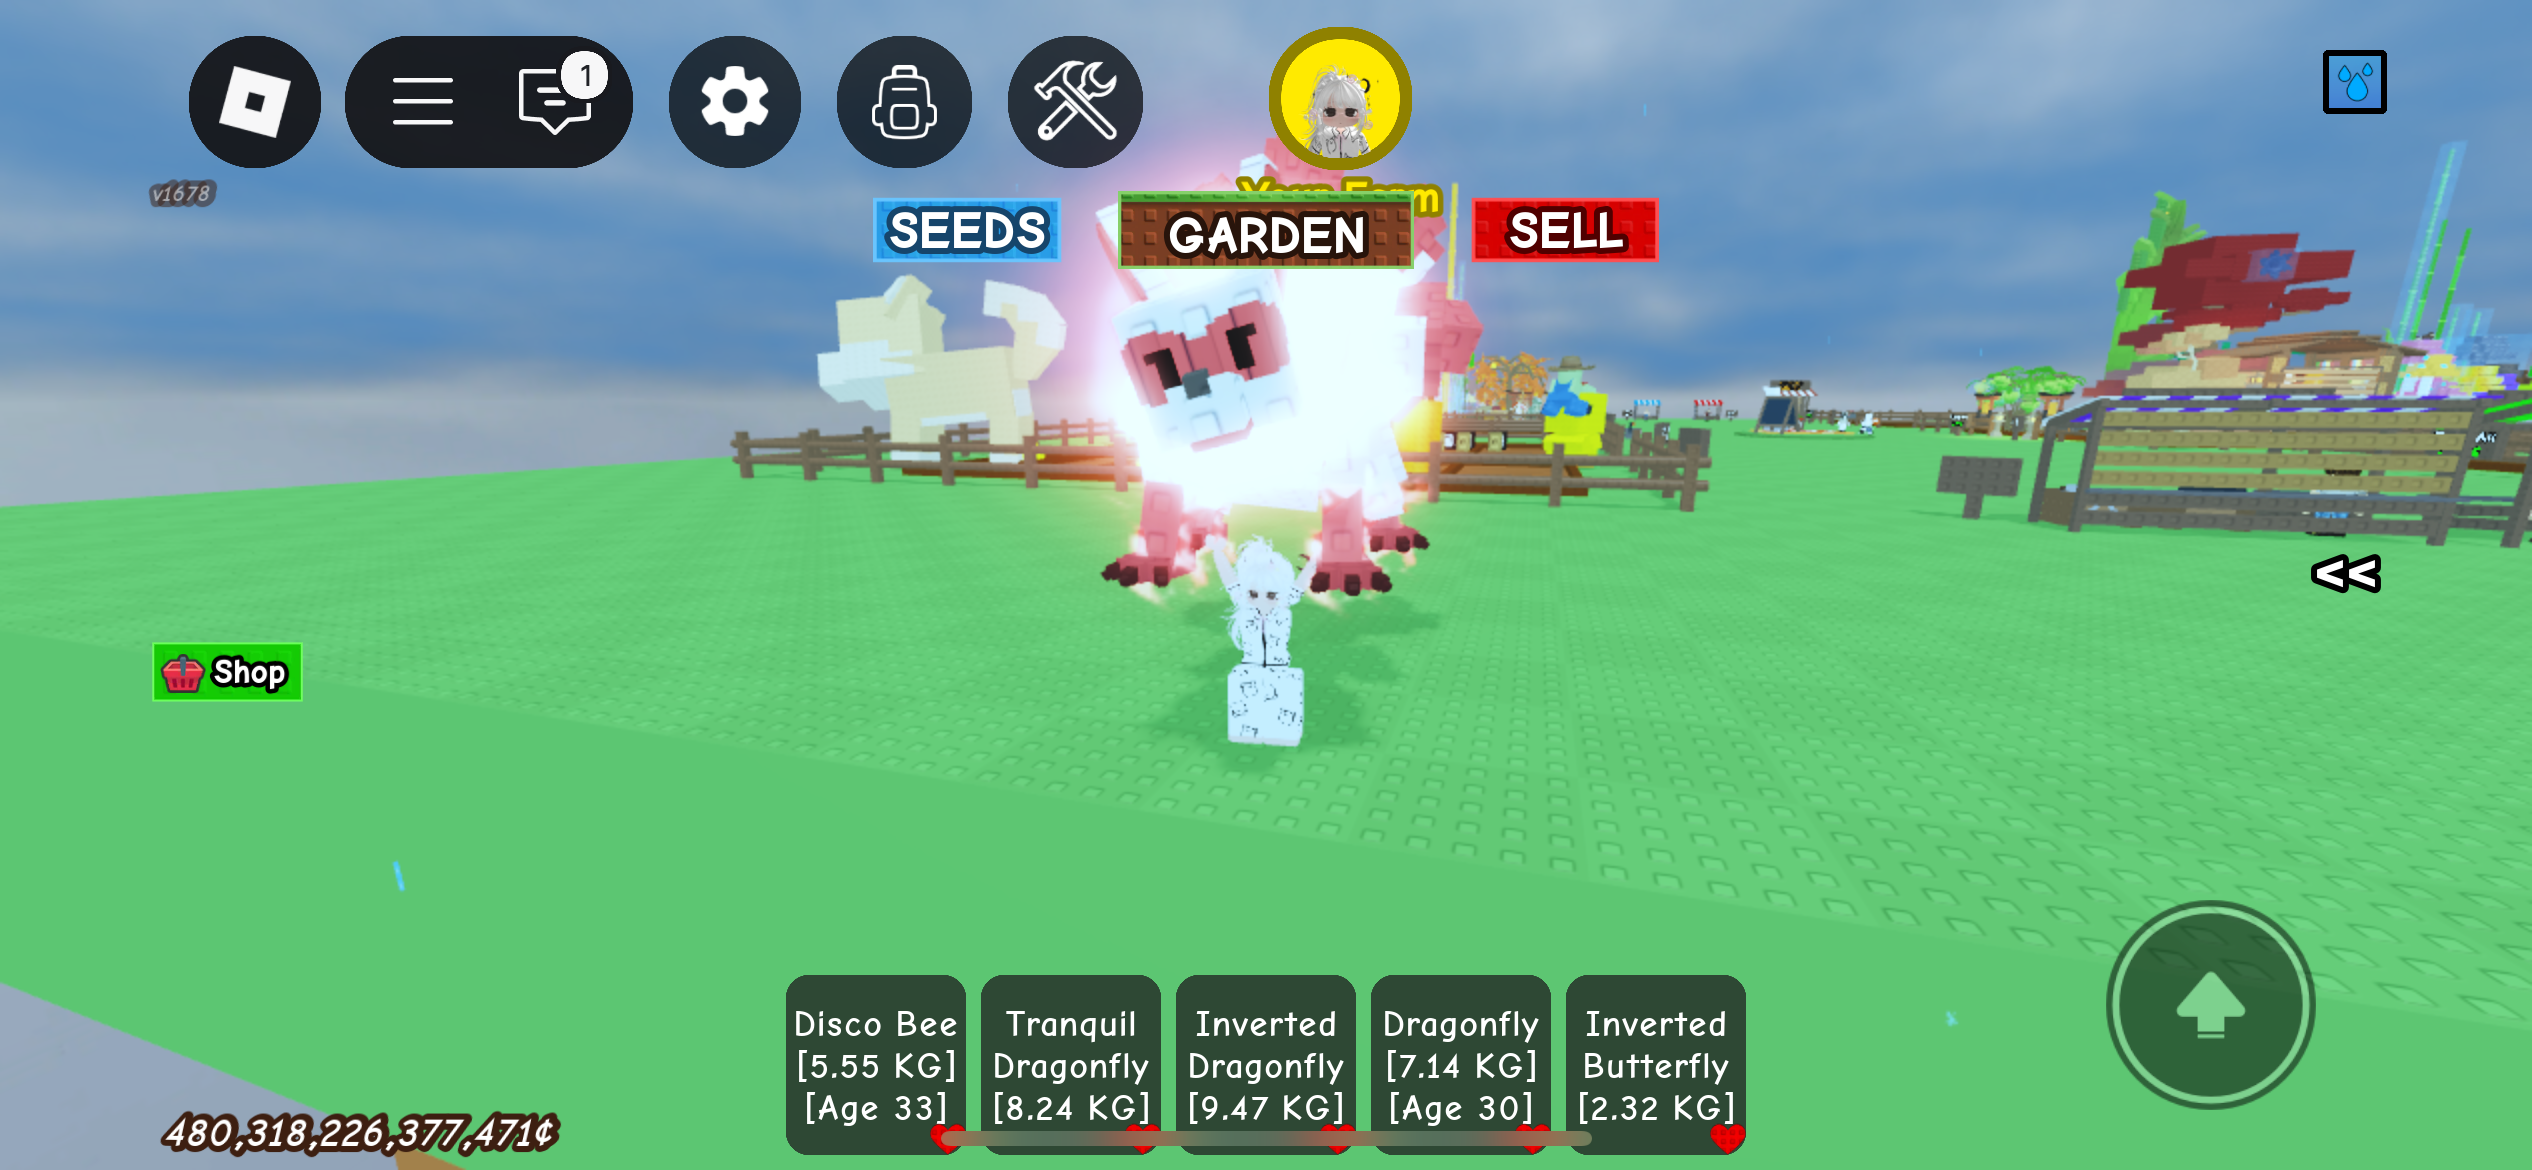 1
v1678
Your Farm
SEEDS
GARDEN
SELL
<<
Shop
Disco Bee
[5.55 KG]
[Age 33]
Tranquil
Dragonfly
[8.24 KG]
Inverted
Dragonfly
[9.47 KG]
Dragonfly
[7.14 KG]
[Age 30]
Inverted
Butterfly
[2.32 KG]
480,318,226,377,471¢